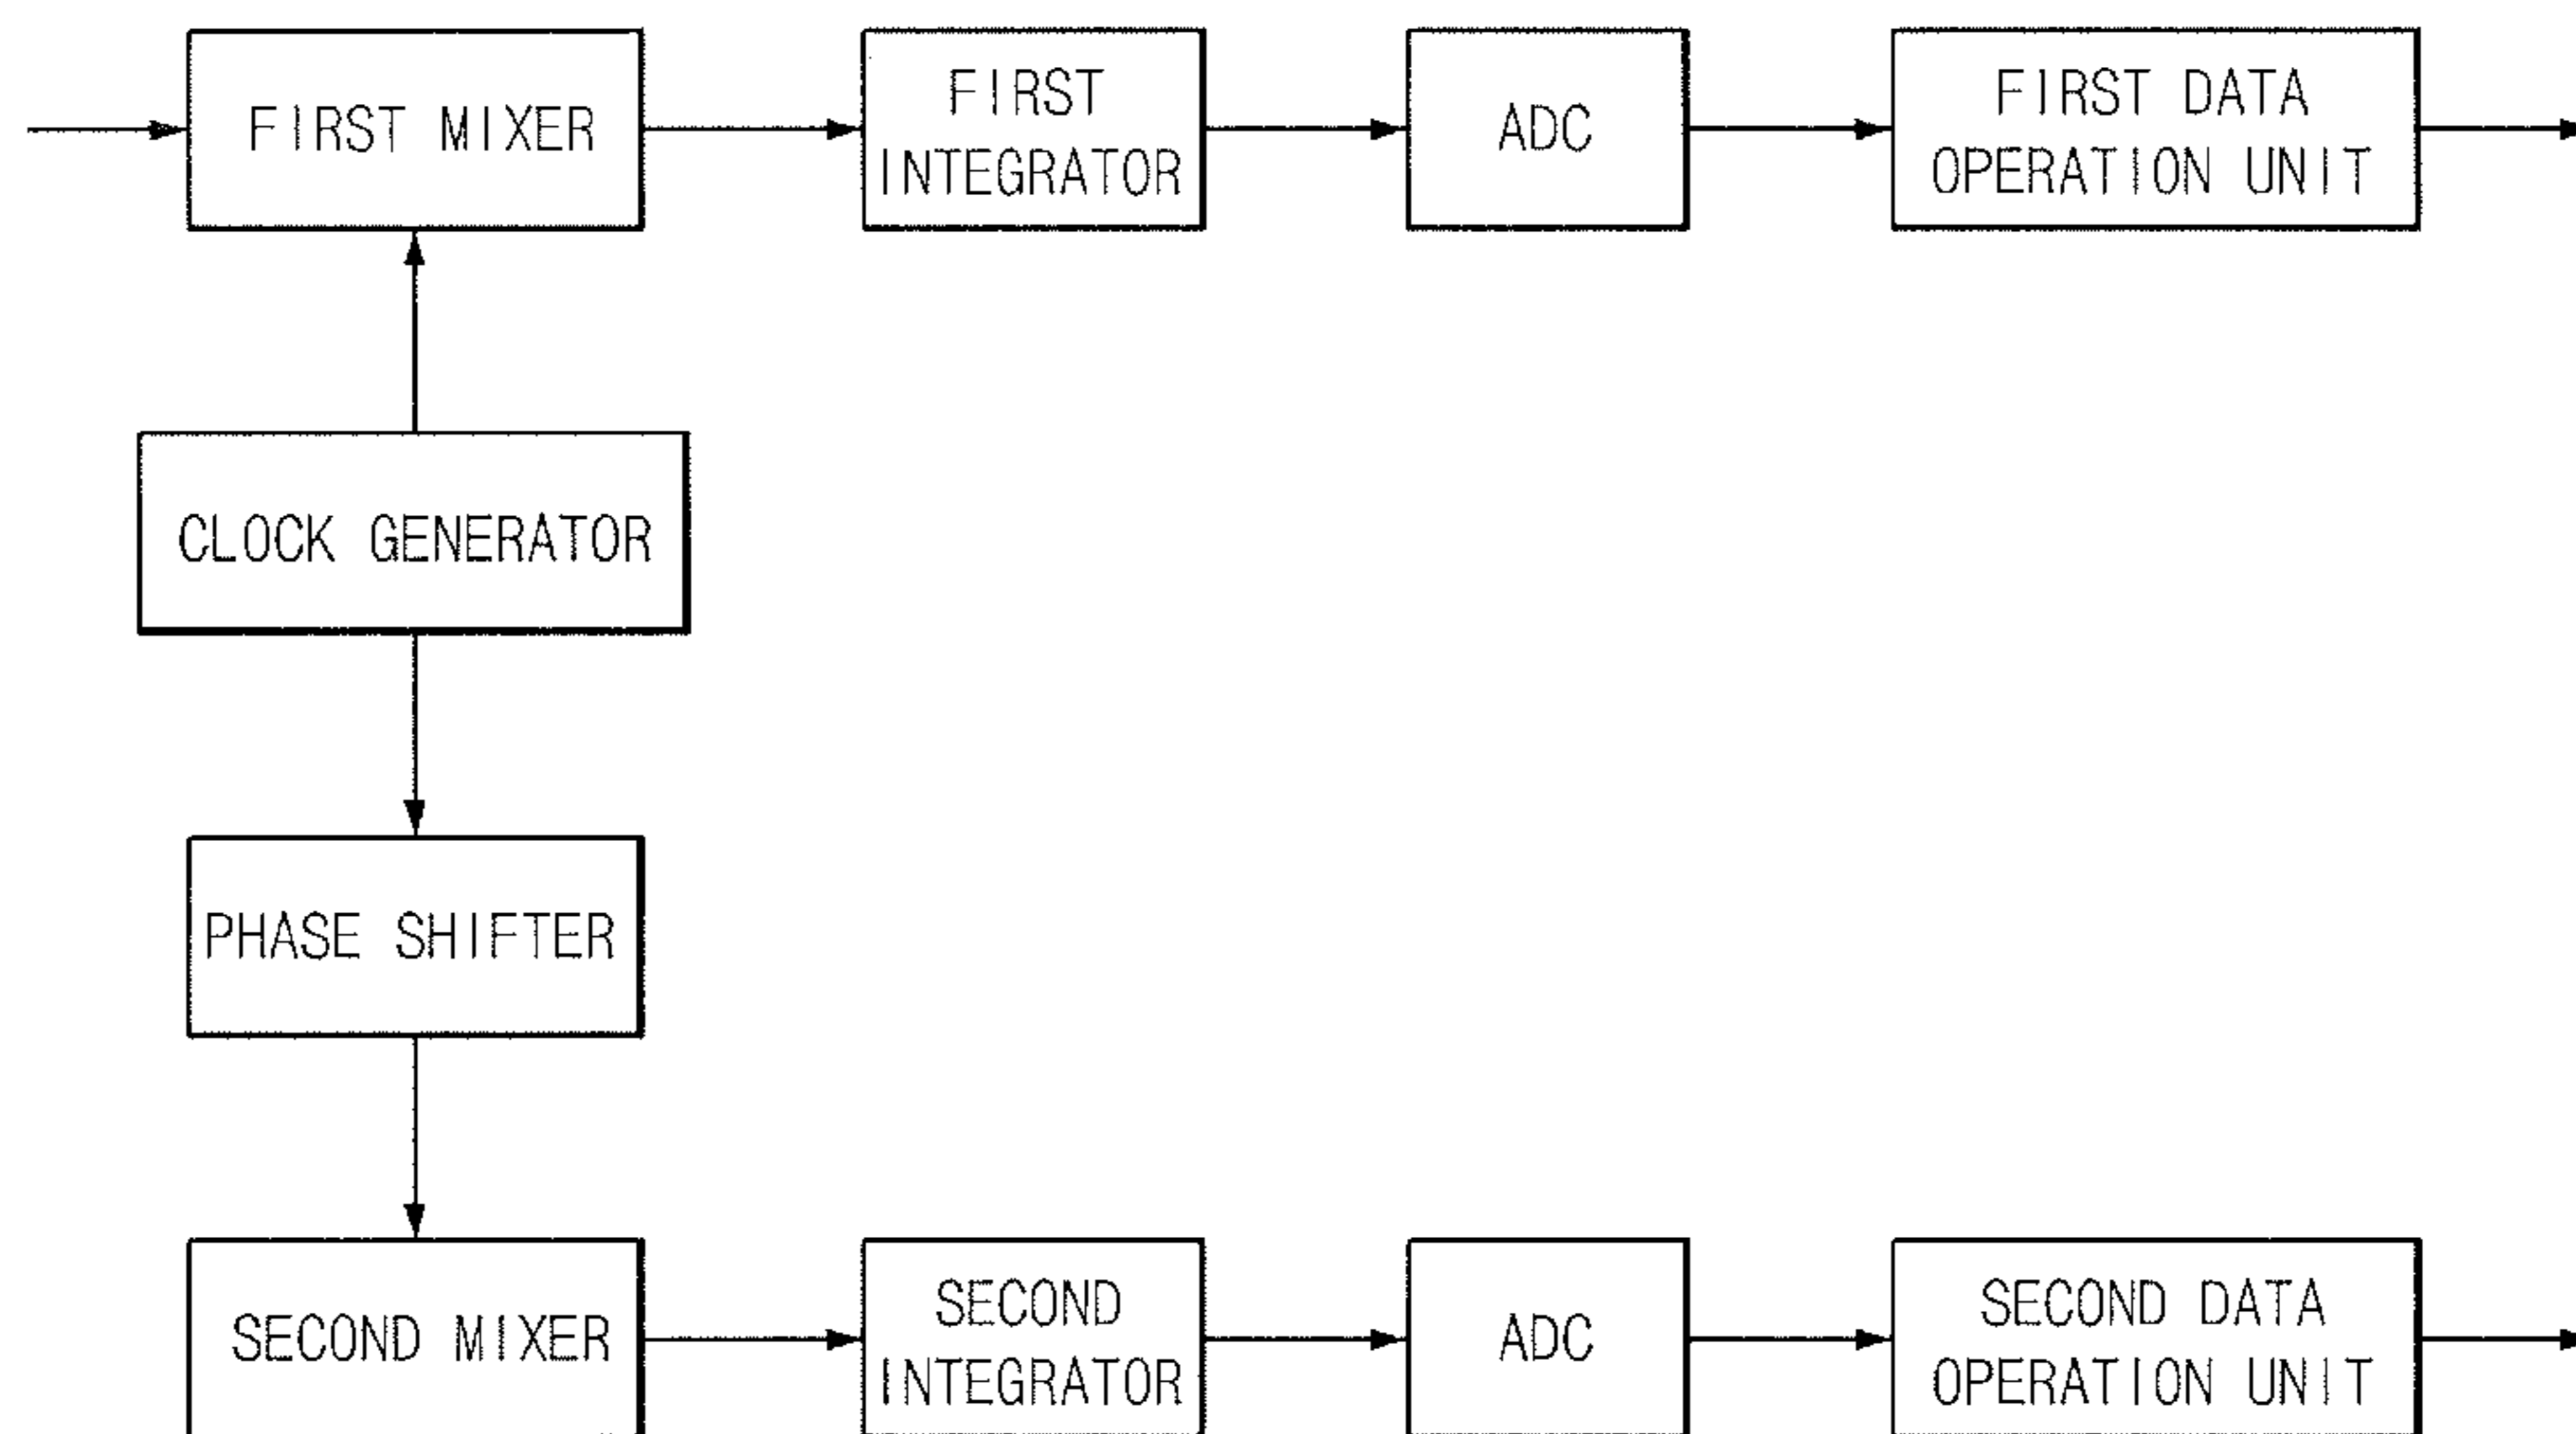 FIRST MIXER
FIRST
INTEGRATOR
ADC
FIRST DATA
OPERATION UNIT
CLOCK GENERATOR
PHASE SHIFTER
SECOND MIXER
SECOND
INTEGRATOR
ADC
SECOND DATA
OPERATION UNIT